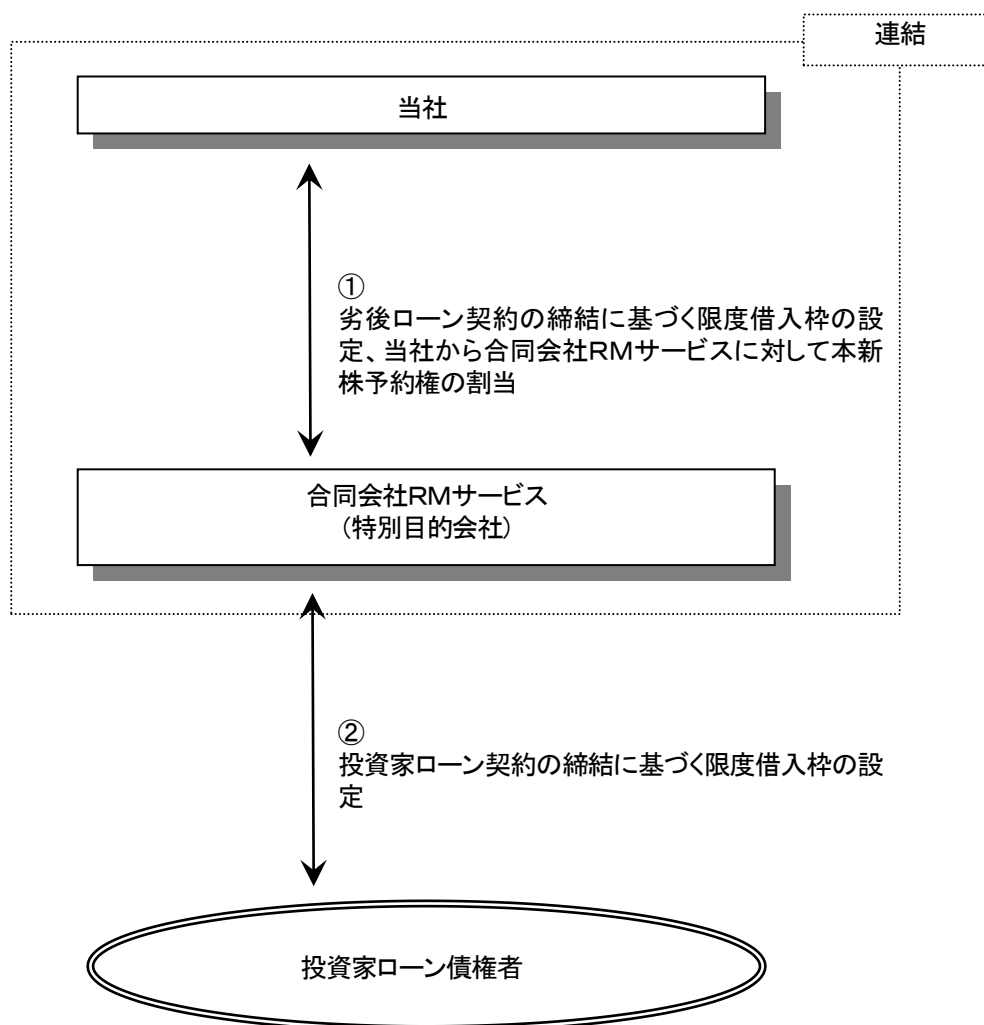 連結
当社
①
劣後ローン契約の締結に基づく限度借入枠の設
定、当社から合同会社RMサービスに対して本新
株予約権の割当
合同会社RMサービス
（特別目的会社）
②
投資家ローン契約の締結に基づく限度借入枠の設
定
投資家ローン債権者